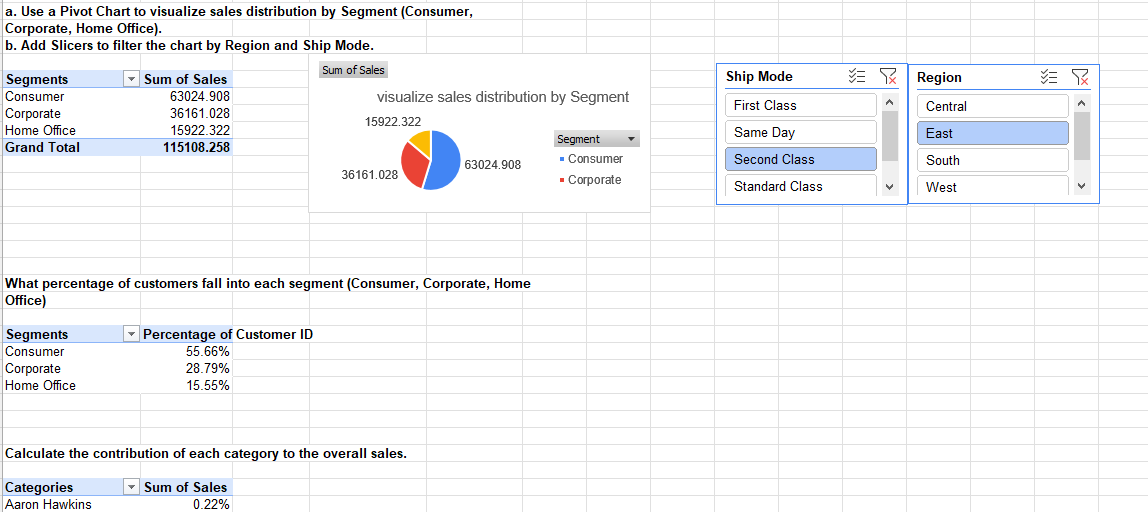 a. Use a Pivot Chart to visualize sales distribution by Segment (Consumer,
Corporate, Home Office).
b. Add Slicers to filter the chart by Region and Ship Mode.
Segments Sum of Sales
Consumer 63024.908
Corporate 36161.028
Home Office 15922.322
Grand Total 115108.258
Sum of Sales
visualize sales distribution by Segment
15922.322
36161.028
63024.908
Segment
Consumer
Corporate
Ship Mode
First Class
Same Day
Second Class
Standard Class
Region
Central
East
South
West
What percentage of customers fall into each segment (Consumer, Corporate, Home
Office)
Segments Percentage of Customer ID
Consumer 55.66%
Corporate 28.79%
Home Office 15.55%
Calculate the contribution of each category to the overall sales.
Categories Sum of Sales
Aaron Hawkins 0.22%